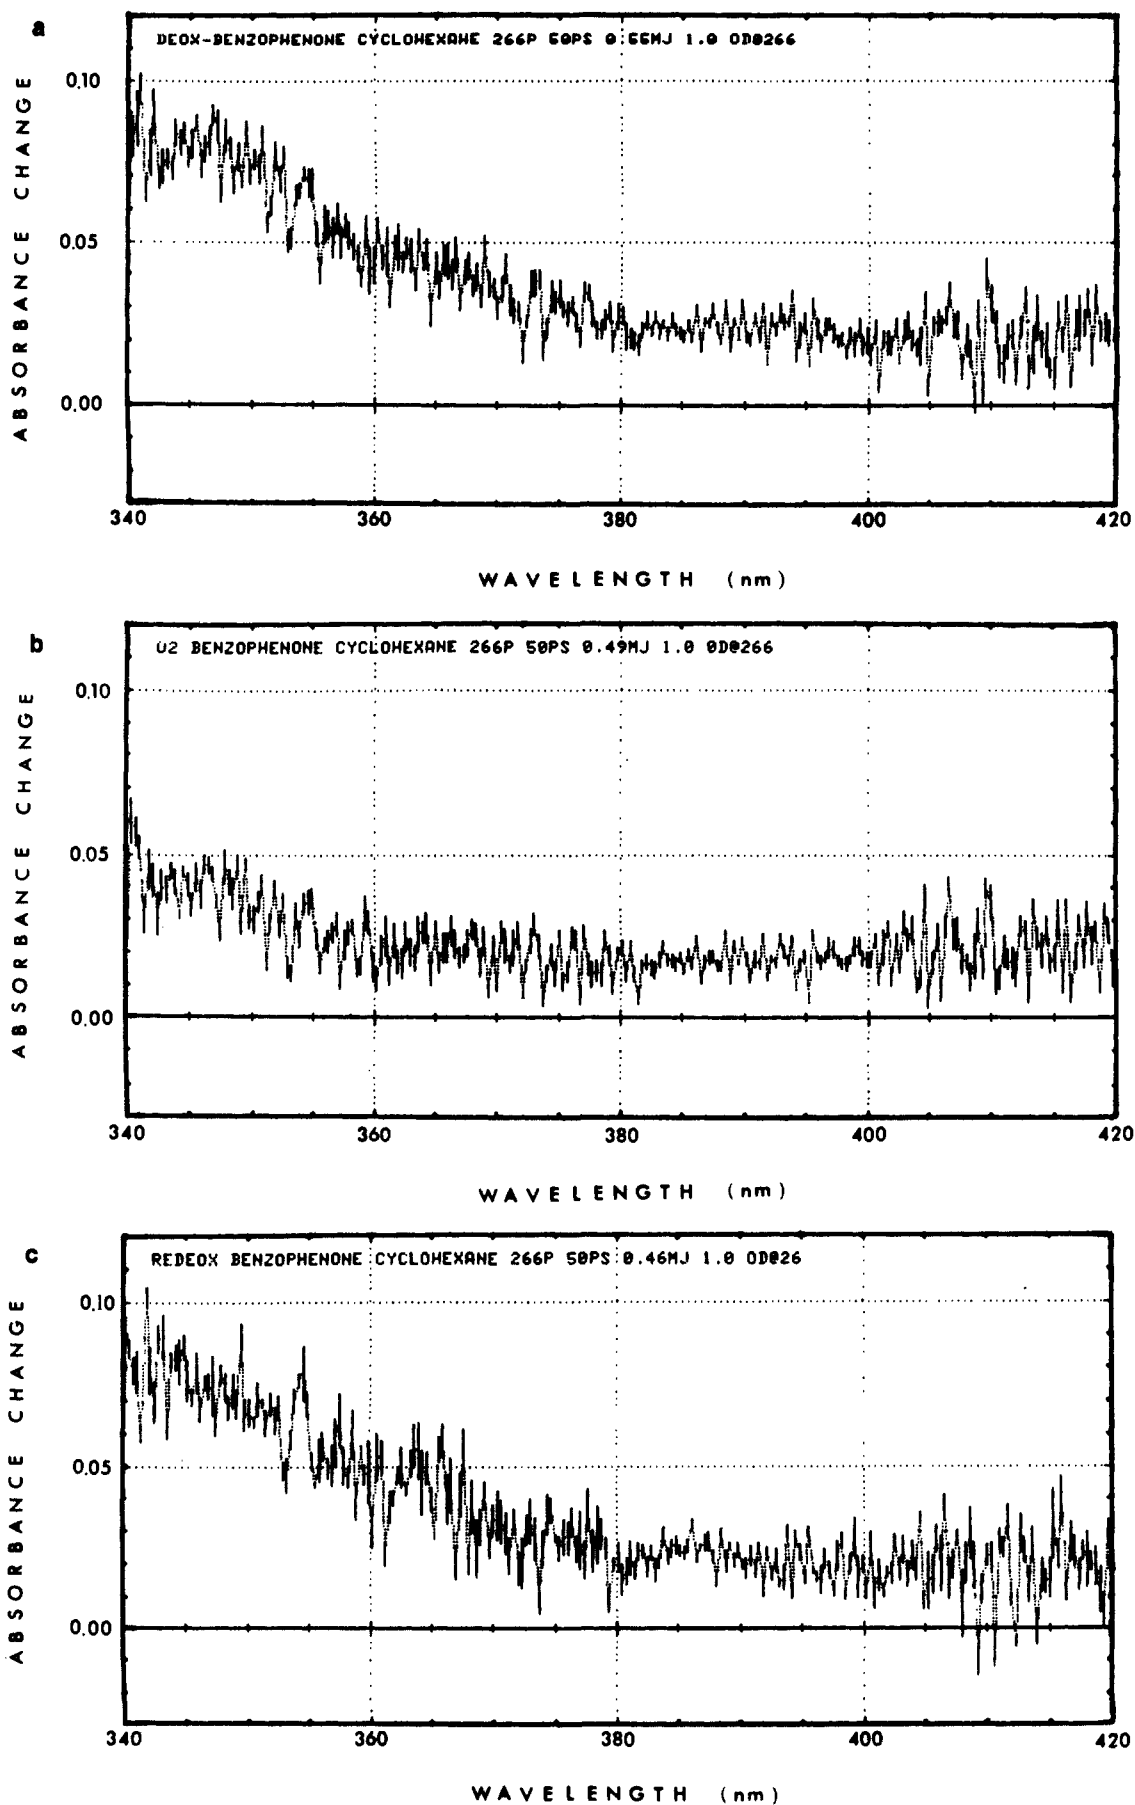 a
DEOX-BENZOPHENONE CYCLOHEXANE 266P 50PS 0.55MJ 1.0 OD@266
ABSORBANCE CHANGE
0.10
0.05
0.00
340 360 380 400 420
WAVELENGTH (nm)
b
O2 BENZOPHENONE CYCLOHEXANE 266P 50PS 0.49MJ 1.0 OD@266
ABSORBANCE CHANGE
0.10
0.05
0.00
340 360 380 400 420
WAVELENGTH (nm)
c
REDEOX BENZOPHENONE CYCLOHEXANE 266P 50PS 0.46MJ 1.0 OD@26
ABSORBANCE CHANGE
0.10
0.05
0.00
340 360 380 400 420
WAVELENGTH (nm)